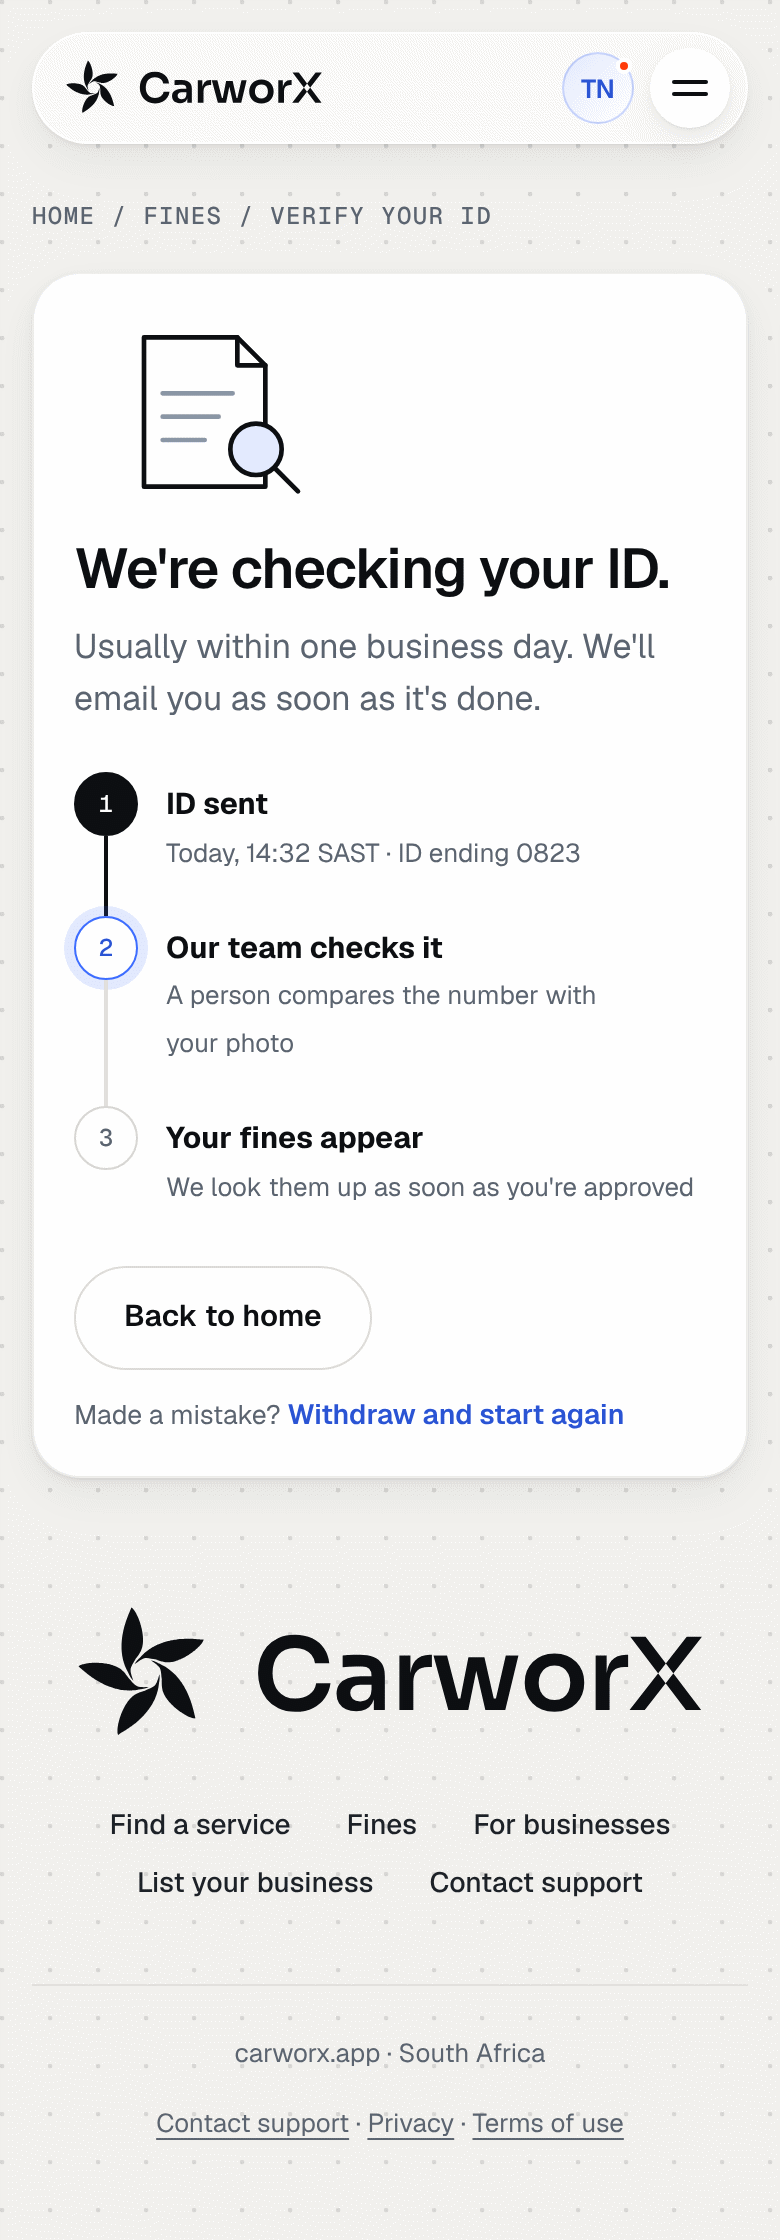 CarworX
TN
HOME / FINES / VERIFY YOUR ID
We're checking your ID.
Usually within one business day. We'll
email you as soon as it's done.
1
ID sent
Today, 14:32 SAST · ID ending 0823
2
Our team checks it
A person compares the number with
your photo
3
Your fines appear
We look them up as soon as you're approved
Back to home
Made a mistake? Withdraw and start again
CarworX
Find a service Fines For businesses
List your business Contact support
carworx.app · South Africa
Contact support · Privacy · Terms of use